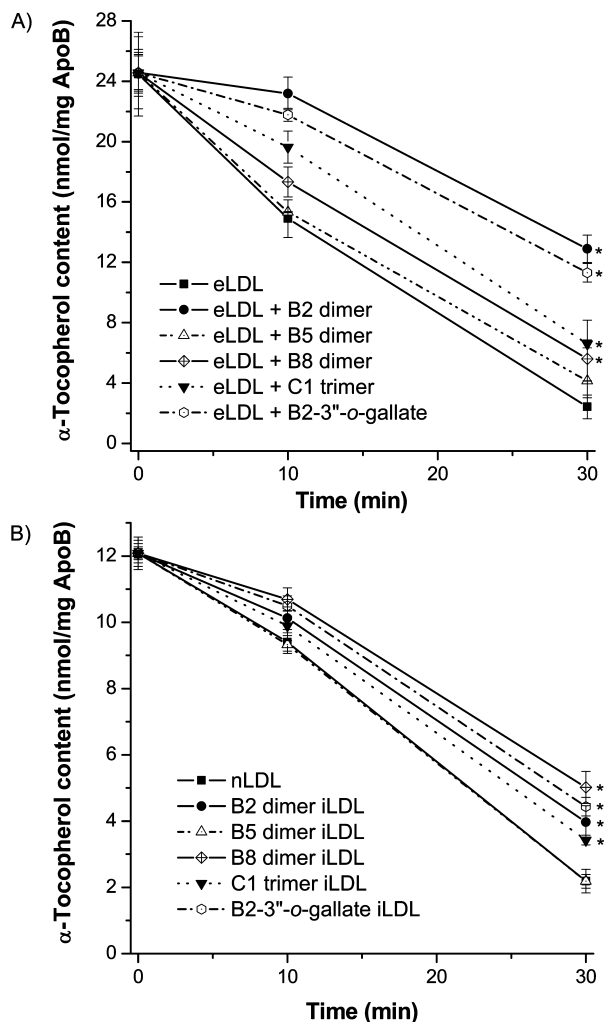 A)
α-Tocopherol content (nmol/mg ApoB)
28
24
20
16
12
8
4
0
eLDL
eLDL + B2 dimer
eLDL + B5 dimer
eLDL + B8 dimer
eLDL + C1 trimer
eLDL + B2-3"-o-gallate
*
*
*
*
0
10
20
30
Time (min)
B)
α-Tocopherol content (nmol/mg ApoB)
12
10
8
6
4
2
0
nLDL
B2 dimer iLDL
B5 dimer iLDL
B8 dimer iLDL
C1 trimer iLDL
B2-3"-o-gallate iLDL
*
*
*
*
0
10
20
30
Time (min)